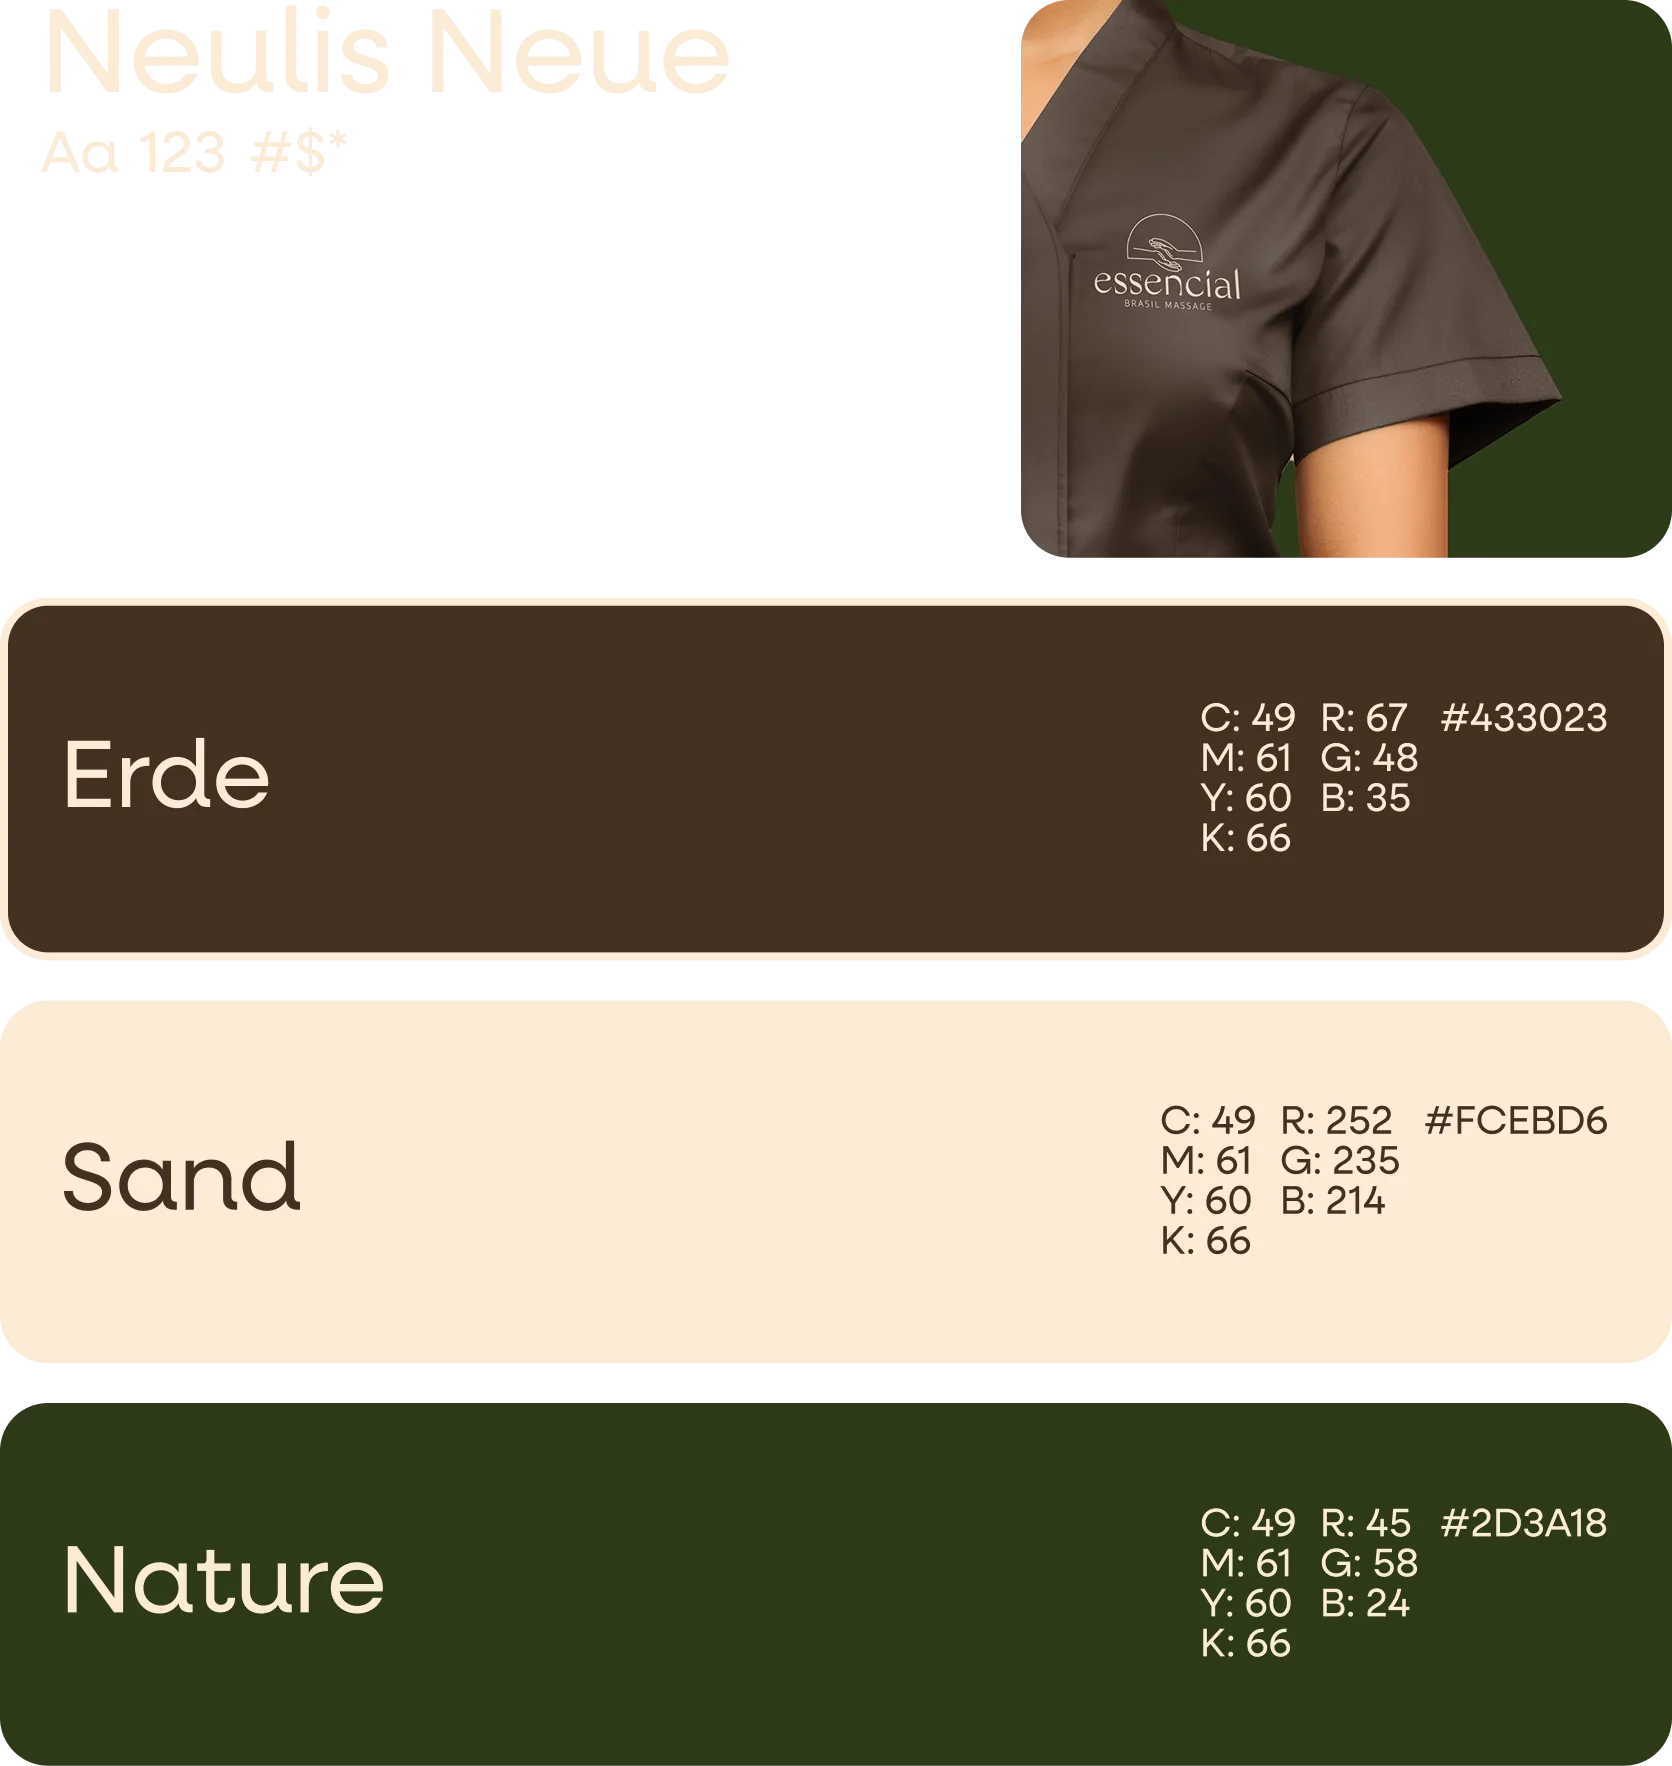 Neulis Neue
Aa 123 #$*
essencial
BRASIL MASSAGE
Erde
C: 49 R: 67 #433023
M: 61 G: 48
Y: 60 B: 35
K: 66
Sand
C: 49 R: 252 #FCEBD6
M: 61 G: 235
Y: 60 B: 214
K: 66
Nature
C: 49 R: 45 #2D3A18
M: 61 G: 58
Y: 60 B: 24
K: 66